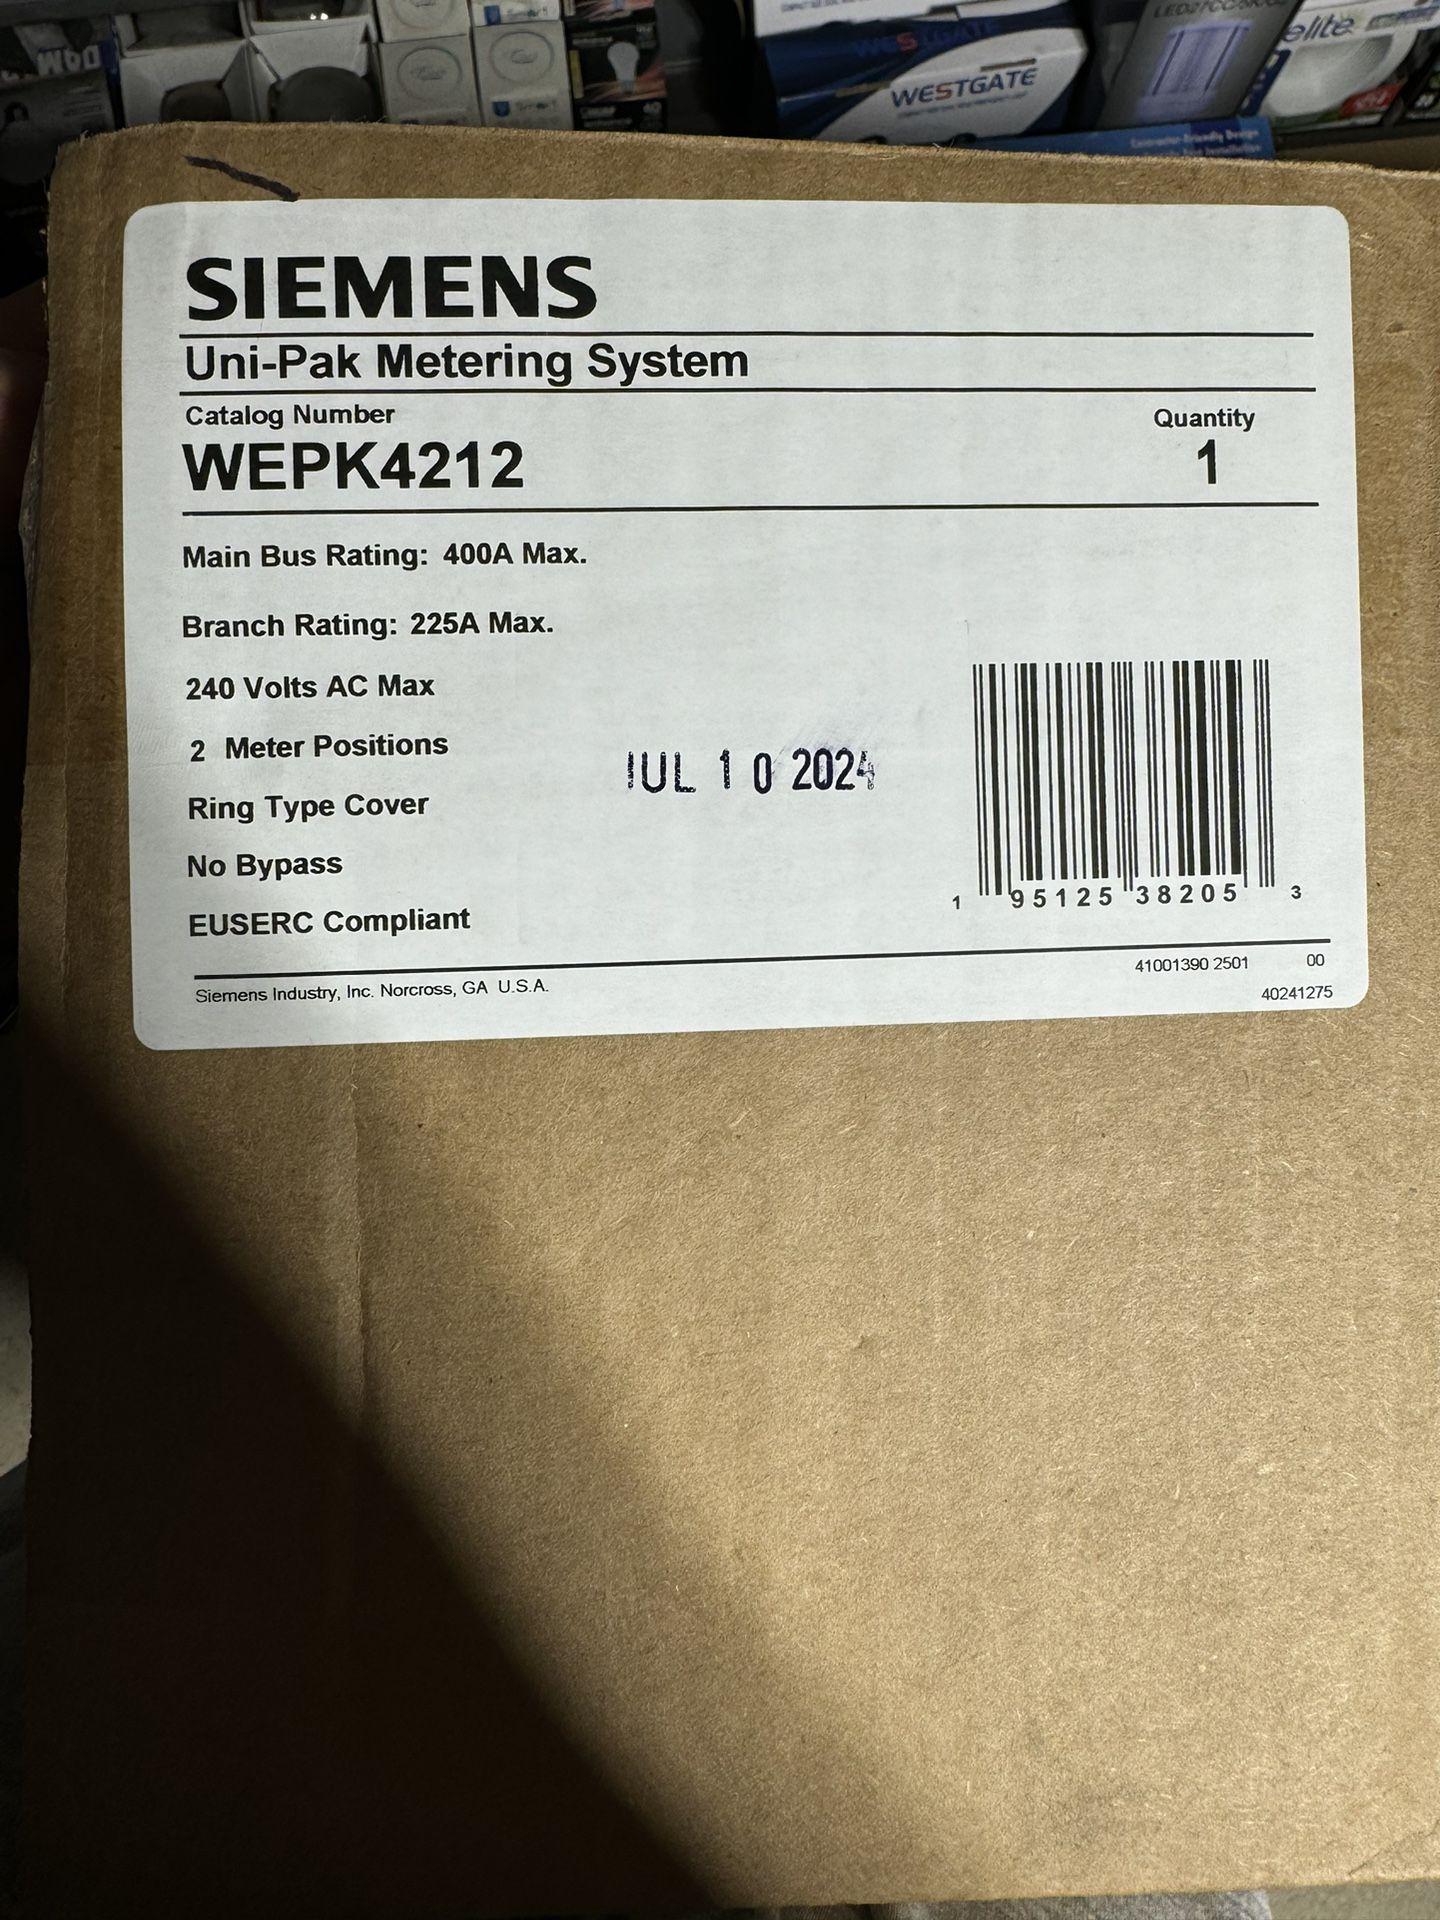 WESTGATE
elite
SIEMENS
Uni-Pak Metering System
Catalog Number
Quantity
WEPK4212
1
Main Bus Rating: 400A Max.
Branch Rating: 225A Max.
240 Volts AC Max
2 Meter Positions
JUL 10 2024
Ring Type Cover
No Bypass
1 95125 38205 3
EUSERC Compliant
41001390 2501 00
Siemens Industry, Inc. Norcross, GA U.S.A.
40241275